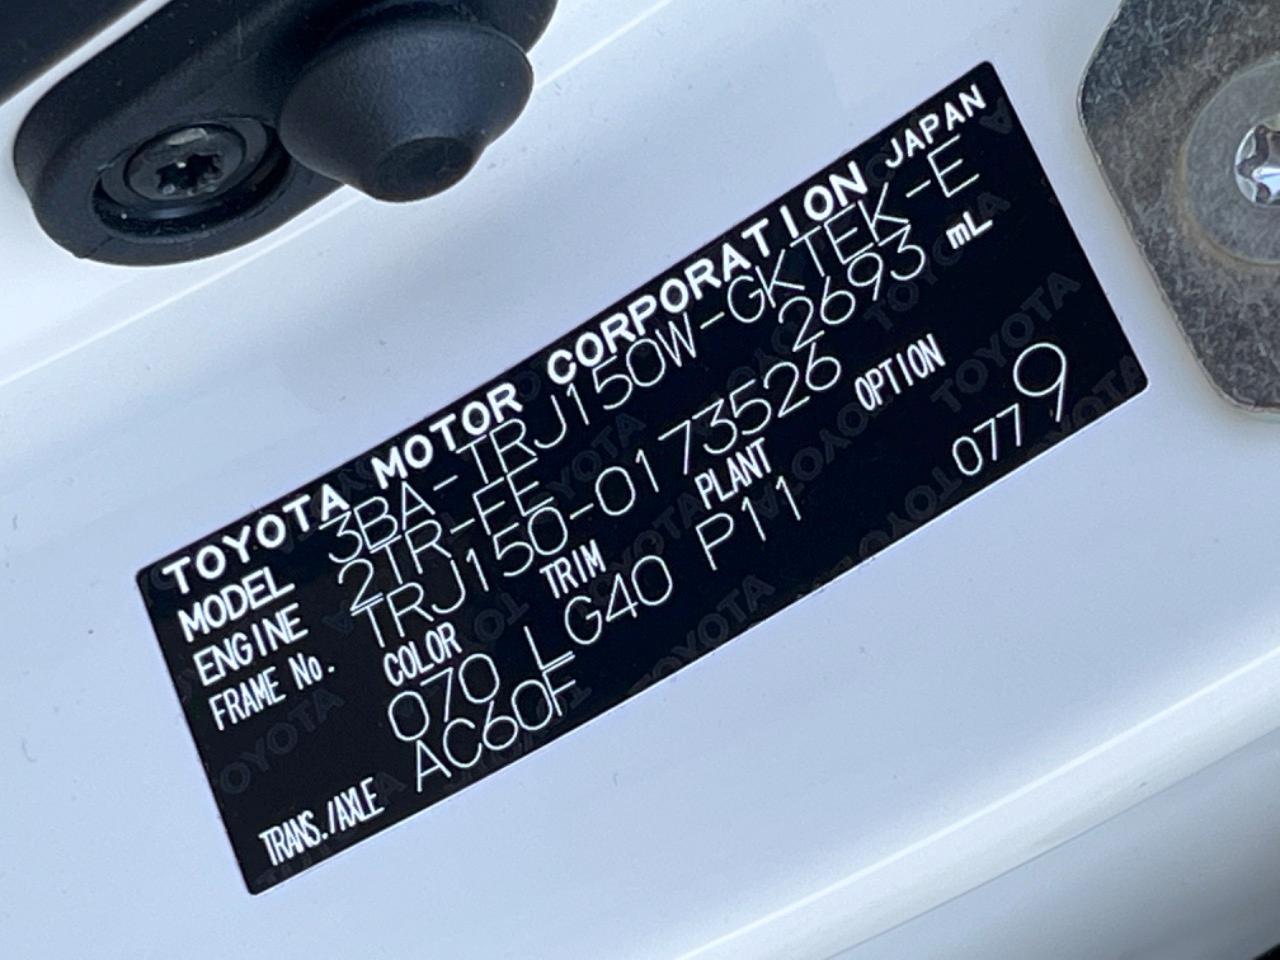 TOYOTA MOTOR CORPORATION JAPAN
MODEL 3BA-TRJ150W-GKTEK-E
ENGINE 2TR-FE 2693 mL
FRAME No. TRJ150-0173526
COLOR TRIM PLANT OPTION
070 LG40 P11 0779
TRANS./AXLE AC60F